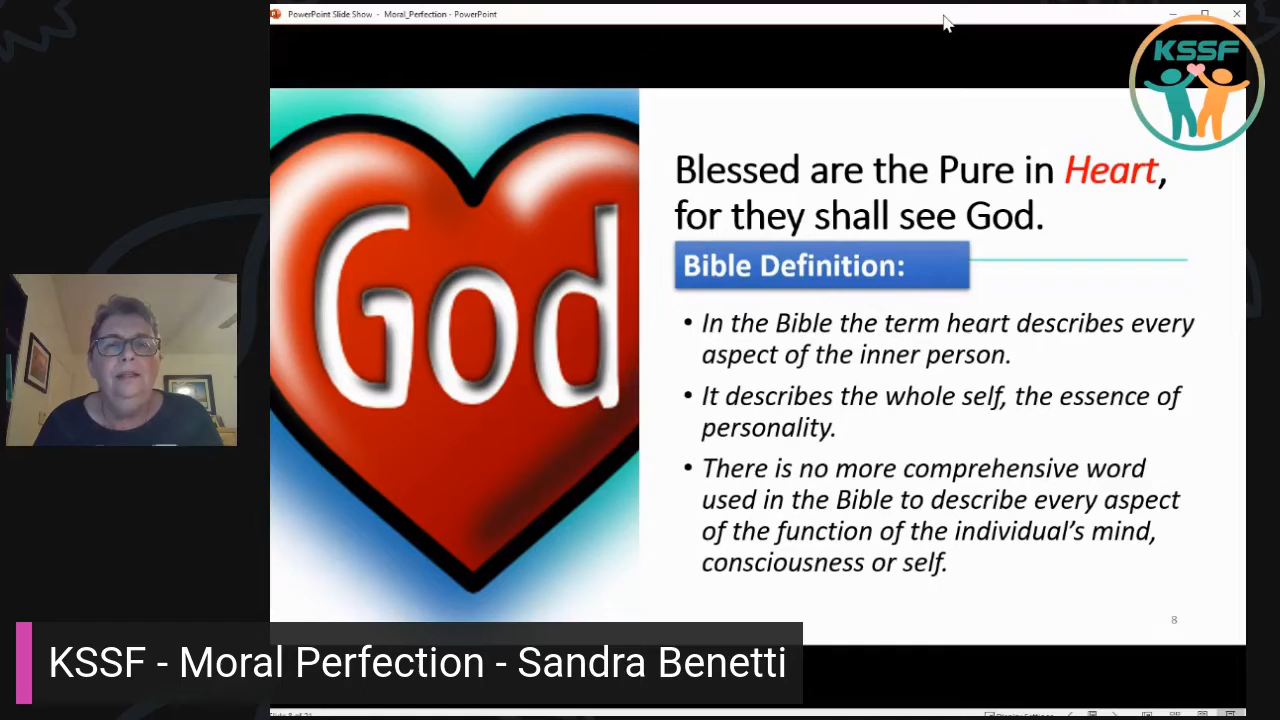 PowerPoint Slide Show - Moral_Perfection - PowerPoint
KSSF
God
Blessed are the Pure in Heart,
for they shall see God.
Bible Definition:
• In the Bible the term heart describes every
aspect of the inner person.
• It describes the whole self, the essence of
personality.
• There is no more comprehensive word
used in the Bible to describe every aspect
of the function of the individual's mind,
consciousness or self.
8
KSSF - Moral Perfection - Sandra Benetti
Display Settings